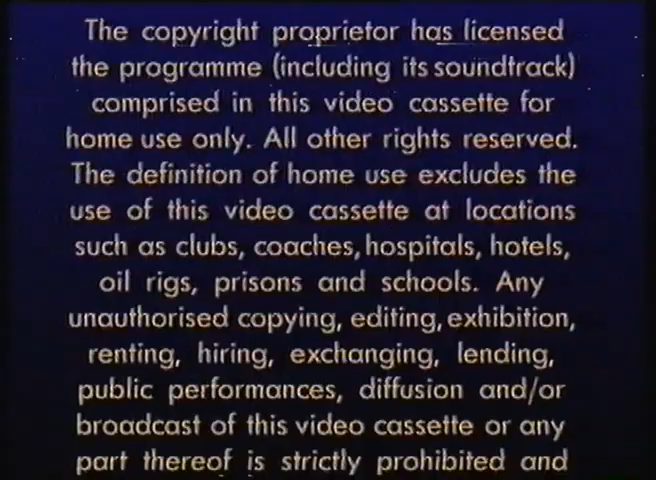 The copyright proprietor has licensed
the programme (including its soundtrack)
comprised in this video cassette for
home use only. All other rights reserved.
The definition of home use excludes the
use of this video cassette at locations
such as clubs, coaches, hospitals, hotels,
oil rigs, prisons and schools. Any
unauthorised copying, editing, exhibition,
renting, hiring, exchanging, lending,
public performances, diffusion and/or
broadcast of this video cassette or any
part thereof is strictly prohibited and